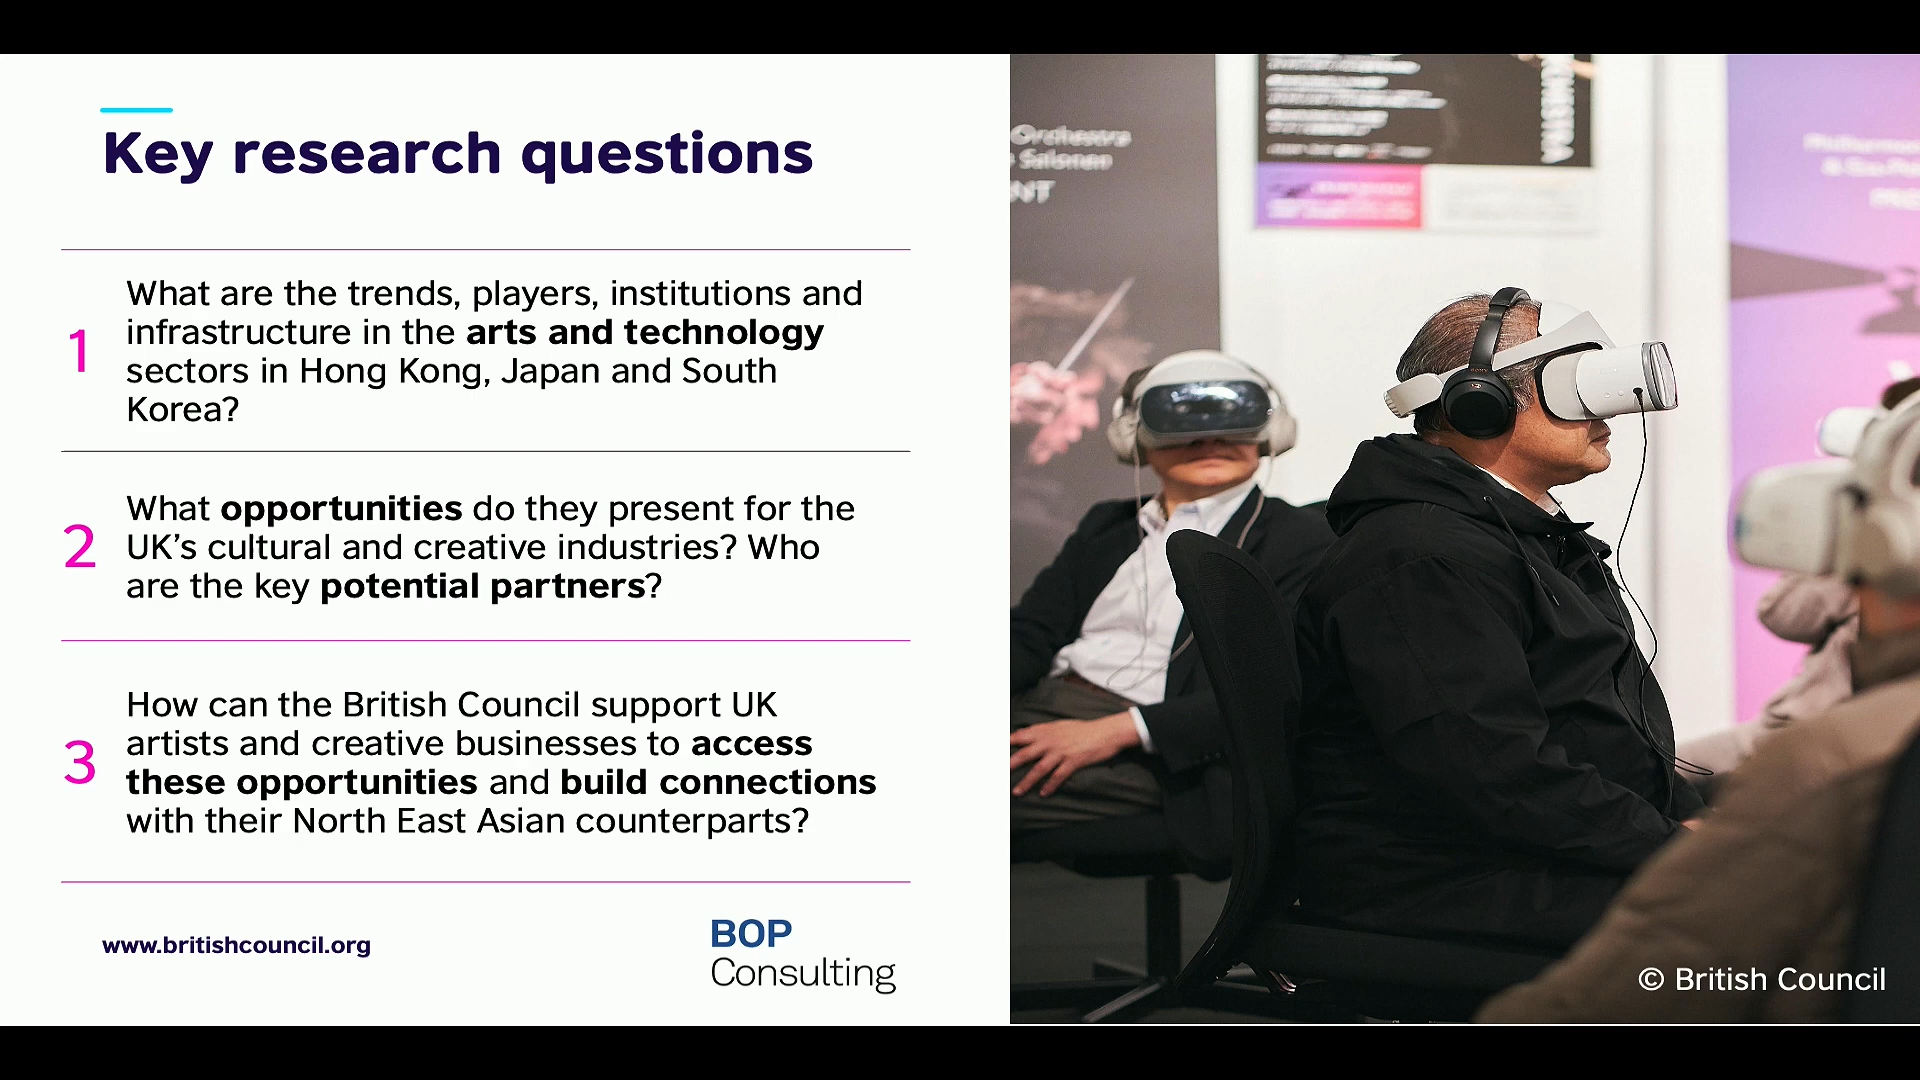 Key research questions
1
What are the trends, players, institutions and
infrastructure in the arts and technology
sectors in Hong Kong, Japan and South
Korea?
2
What opportunities do they present for the
UK’s cultural and creative industries? Who
are the key potential partners?
3
How can the British Council support UK
artists and creative businesses to access
these opportunities and build connections
with their North East Asian counterparts?
www.britishcouncil.org
BOP
Consulting
Orchestra
Salonen
© British Council